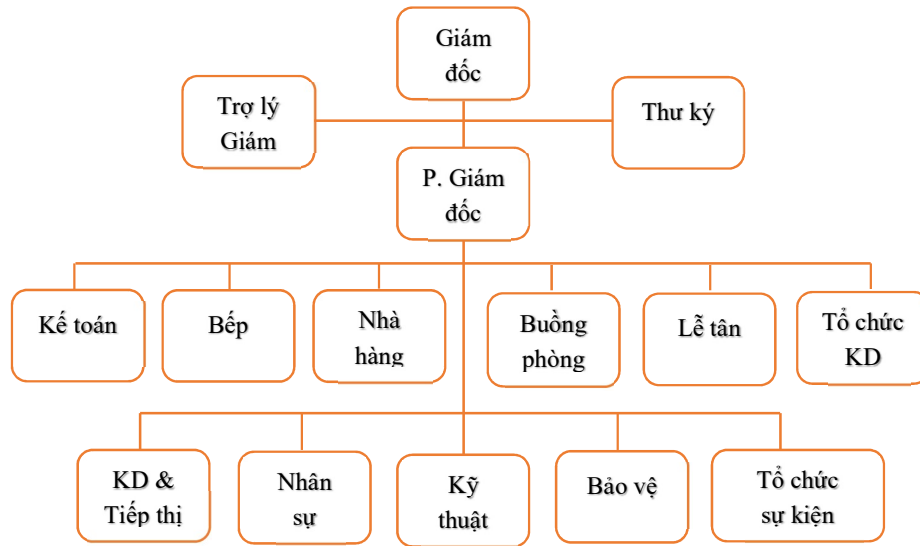 Giám
đốc
Trợ lý
Giám
Thư ký
P. Giám
đốc
Kế toán
Bếp
Nhà
hàng
Buồng
phòng
Lễ tân
Tổ chức
KD
KD &
Tiếp thị
Nhân
sự
Kỹ
thuật
Bảo vệ
Tổ chức
sự kiện